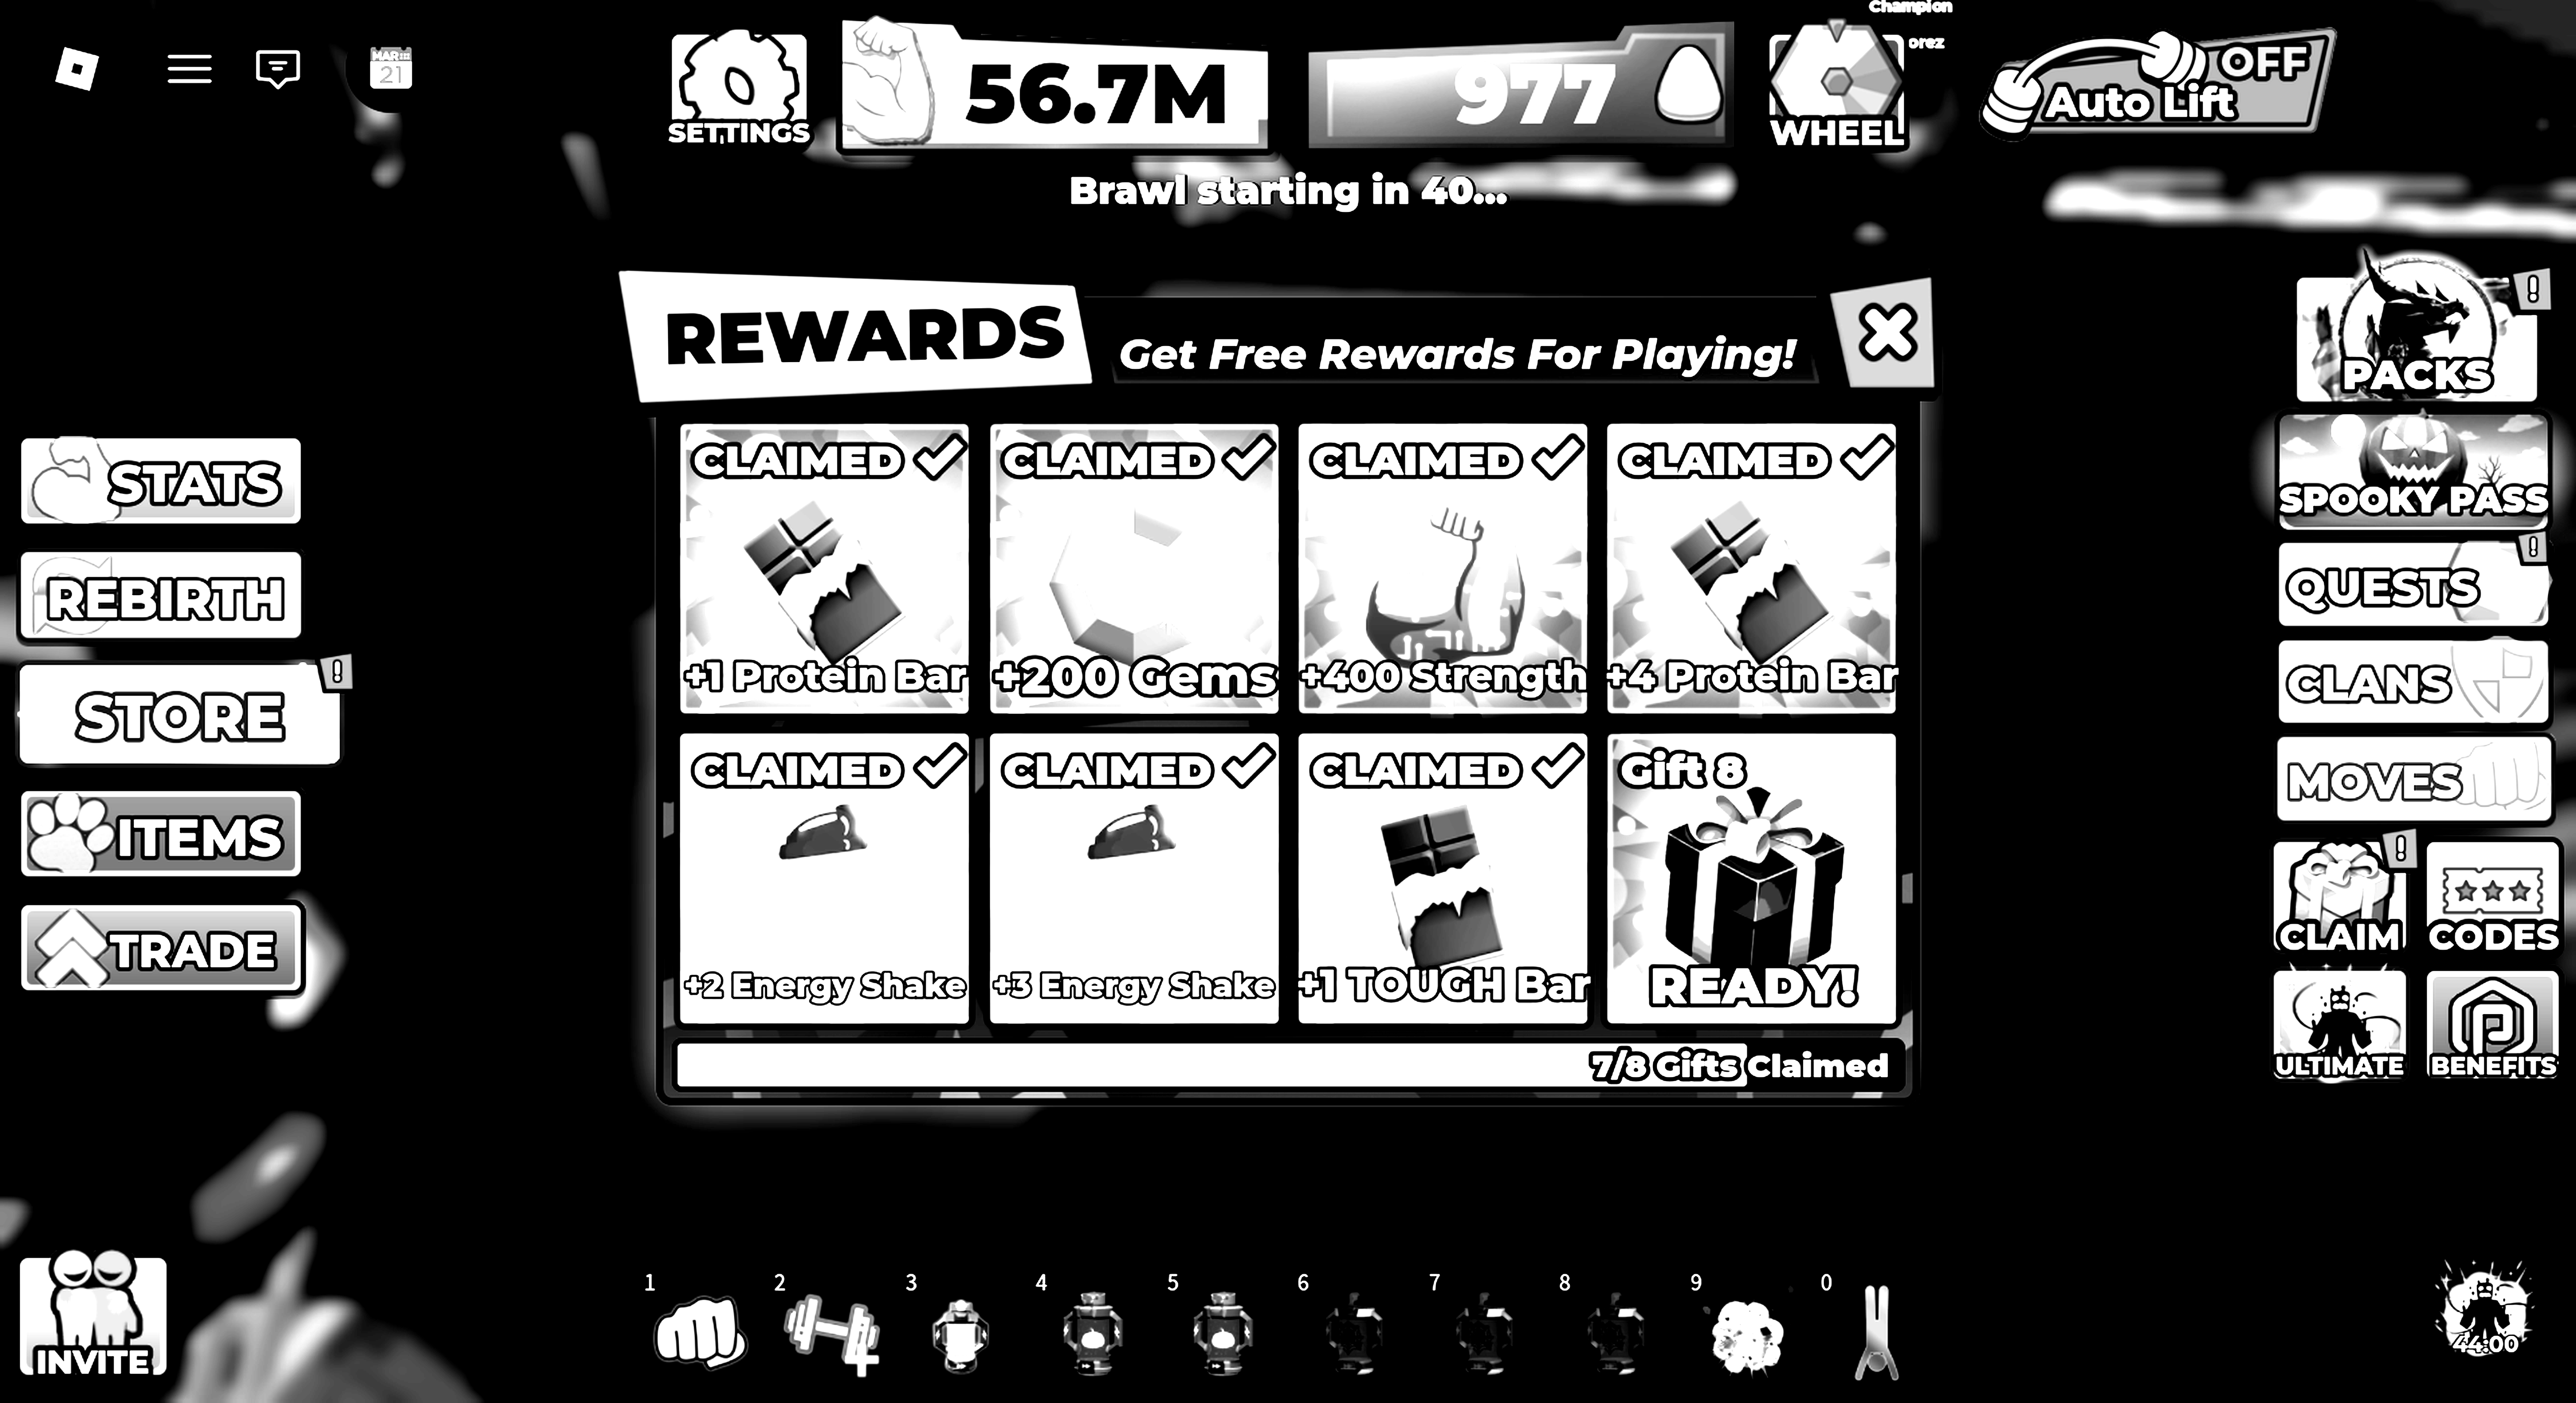 Champion
orez
MAR
21
SETTINGS
56.7M
977
WHEEL
OFF
Auto Lift
Brawl starting in 40...
REWARDS
Get Free Rewards For Playing!
CLAIMED
+1 Protein Bar
CLAIMED
+200 Gems
CLAIMED
+400 Strength
CLAIMED
+4 Protein Bar
CLAIMED
+2 Energy Shake
CLAIMED
+3 Energy Shake
CLAIMED
+1 TOUGH Bar
Gift 8
READY!
7/8 Gifts Claimed
STATS
REBIRTH
!
STORE
ITEMS
TRADE
INVITE
!
PACKS
SPOOKY PASS
!
QUESTS
CLANS
MOVES
!
CLAIM
CODES
ULTIMATE
BENEFITS
1 2 3 4 5 6 7 8 9 0
44:00